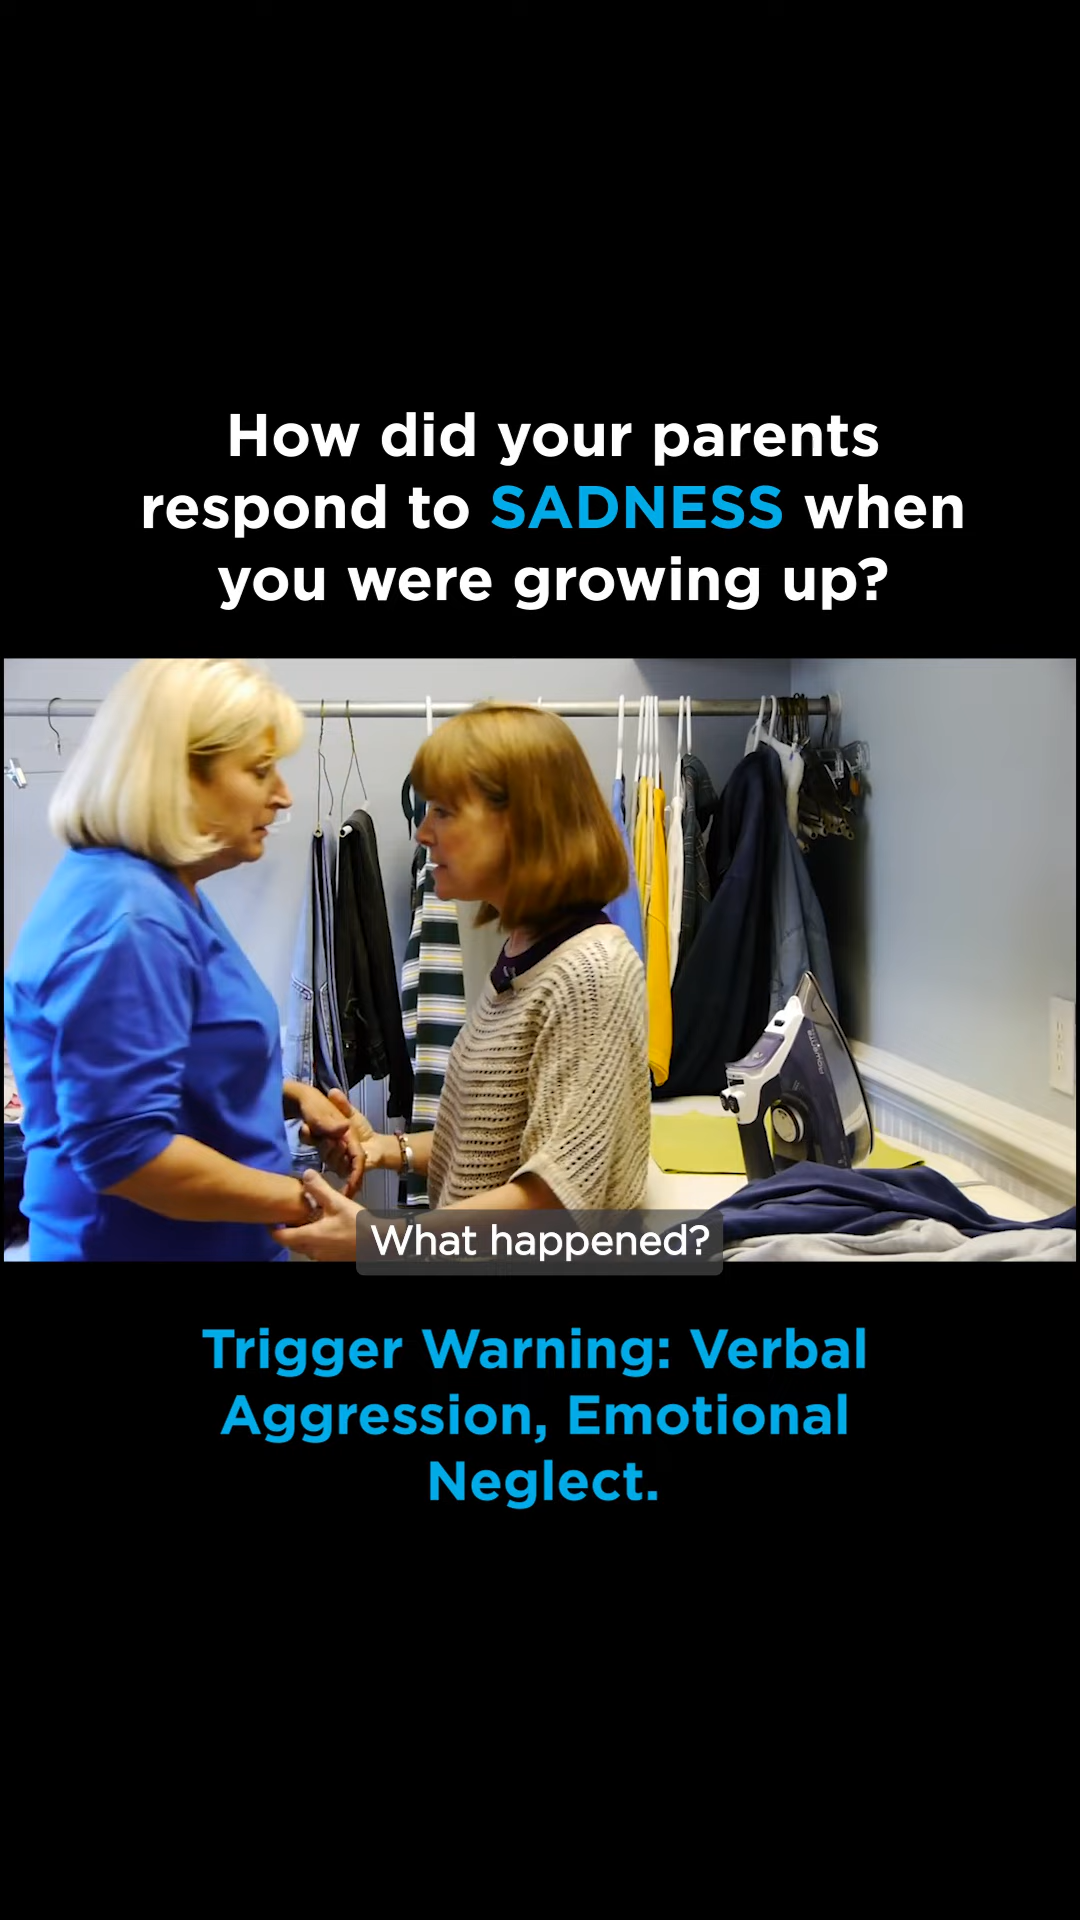 How did your parents
respond to SADNESS when
you were growing up?
rowenta
What happened?
Trigger Warning: Verbal
Aggression, Emotional
Neglect.